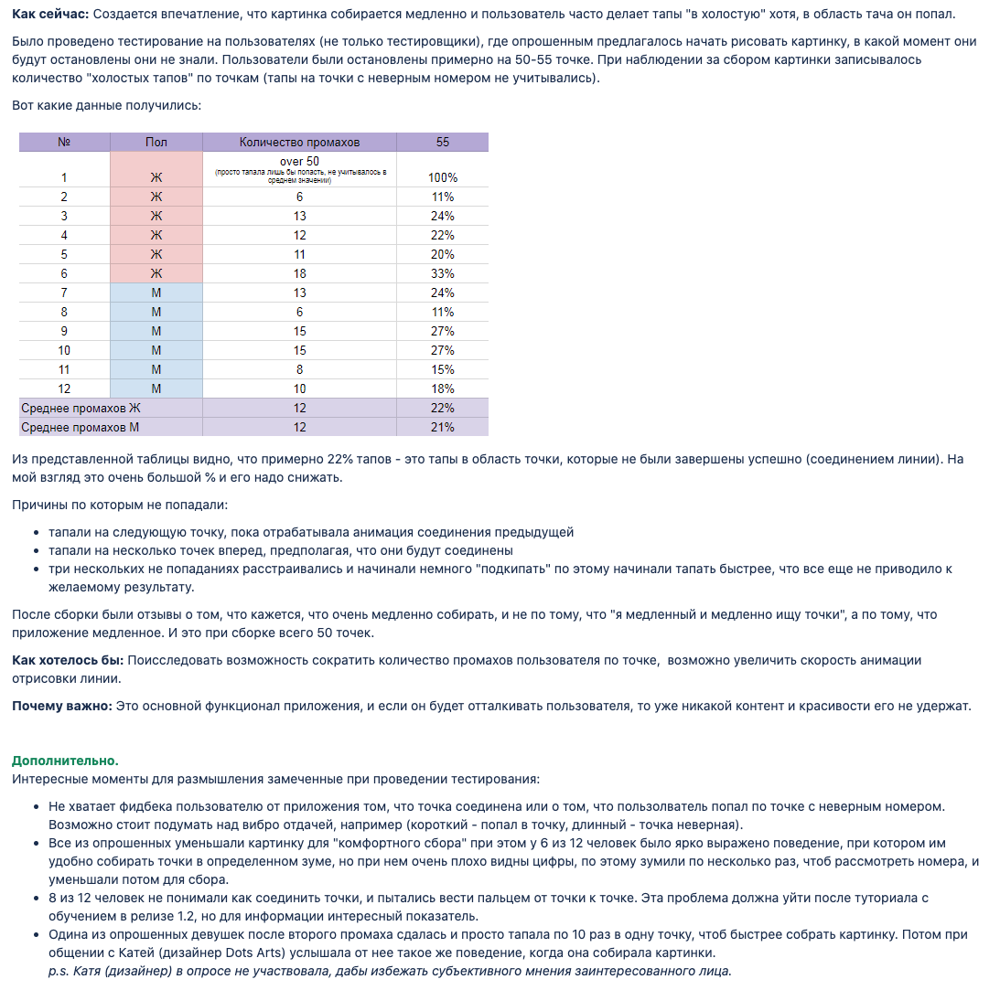 Как сейчас: Создается впечатление, что картинка собирается медленно и пользователь часто делает тапы "в холостую" хотя, в область тача он попал.
Было проведено тестирование на пользователях (не только тестировщики), где опрошенным предлагалось начать рисовать картинку, в какой момент они
будут остановлены они не знали. Пользователи были остановлены примерно на 50-55 точке. При наблюдении за сбором картинки записывалось
количество "холостых тапов" по точкам (тапы на точки с неверным номером не учитывались).
Вот какие данные получились:
№ Пол Количество промахов 55
over 50
(просто тапала лишь бы попасть, не учитывалось в
среднем значении)
1 Ж 100%
2 Ж 6 11%
3 Ж 13 24%
4 Ж 12 22%
5 Ж 11 20%
6 Ж 18 33%
7 М 13 24%
8 М 6 11%
9 М 15 27%
10 М 15 27%
11 М 8 15%
12 М 10 18%
Среднее промахов Ж 12 22%
Среднее промахов М 12 21%
Из представленной таблицы видно, что примерно 22% тапов - это тапы в область точки, которые не были завершены успешно (соединением линии). На
мой взгляд это очень большой % и его надо снижать.
Причины по которым не попадали:
• тапали на следующую точку, пока отрабатывала анимация соединения предыдущей
• тапали на несколько точек вперед, предполагая, что они будут соединены
• три нескольких не попаданиях расстраивались и начинали немного "подкипать" по этому начинали тапать быстрее, что все еще не приводило к
желаемому результату.
После сборки были отзывы о том, что кажется, что очень медленно собирать, и не по тому, что "я медленный и медленно ищу точки", а по тому, что
приложение медленное. И это при сборке всего 50 точек.
Как хотелось бы: Поисследовать возможность сократить количество промахов пользователя по точке, возможно увеличить скорость анимации
отрисовки линии.
Почему важно: Это основной функционал приложения, и если он будет отталкивать пользователя, то уже никакой контент и красивости его не удержат.
Дополнительно.
Интересные моменты для размышления замеченные при проведении тестирования:
• Не хватает фидбека пользователю от приложения том, что точка соединена или о том, что пользолватель попал по точке с неверным номером.
Возможно стоит подумать над вибро отдачей, например (короткий - попал в точку, длинный - точка неверная).
• Все из опрошенных уменьшали картинку для "комфортного сбора" при этом у 6 из 12 человек было ярко выражено поведение, при котором им
удобно собирать точки в определенном зуме, но при нем очень плохо видны цифры, по этому зумили по несколько раз, чтоб рассмотреть номера, и
уменьшали потом для сбора.
• 8 из 12 человек не понимали как соединить точки, и пытались вести пальцем от точки к точке. Эта проблема должна уйти после туториала с
обучением в релизе 1.2, но для информации интересный показатель.
• Одина из опрошенных девушек после второго промаха сдалась и просто тапала по 10 раз в одну точку, чтоб быстрее собрать картинку. Потом при
общении с Катей (дизайнер Dots Arts) услышала от нее такое же поведение, когда она собирала картинки.
p.s. Катя (дизайнер) в опросе не участвовала, дабы избежать субъективного мнения заинтересованного лица.